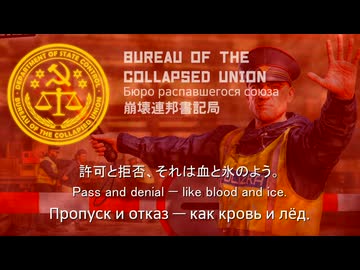 DEPARTMENT OF STATE CONTROL
BUREAU OF THE COLLAPSED UNION
BUREAU OF THE
COLLAPSED UNION
Бюро распавшегося союза
崩壊連邦書記局
許可と拒否、それは血と氷のよう。
Pass and denial — like blood and ice.
Пропуск и отказ — как кровь и лёд.